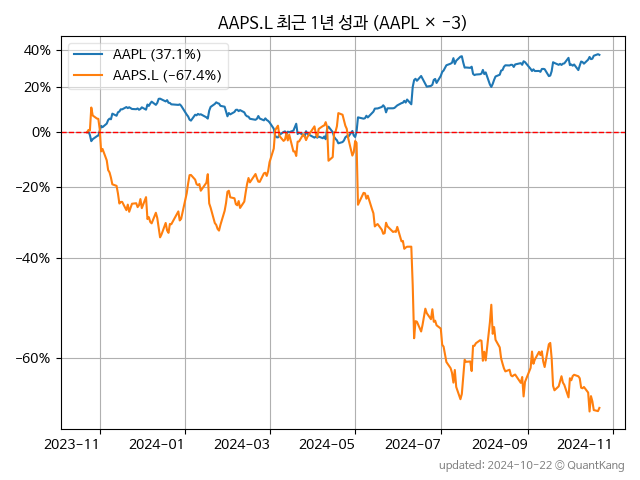 AAPS.L 최근 1년 성과 (AAPL × -3)
AAPL (37.1%)
AAPS.L (-67.4%)
40%
20%
0%
−20%
−40%
−60%
2023-11 2024-01 2024-03 2024-05 2024-07 2024-09 2024-11
updated: 2024-10-22 © QuantKang